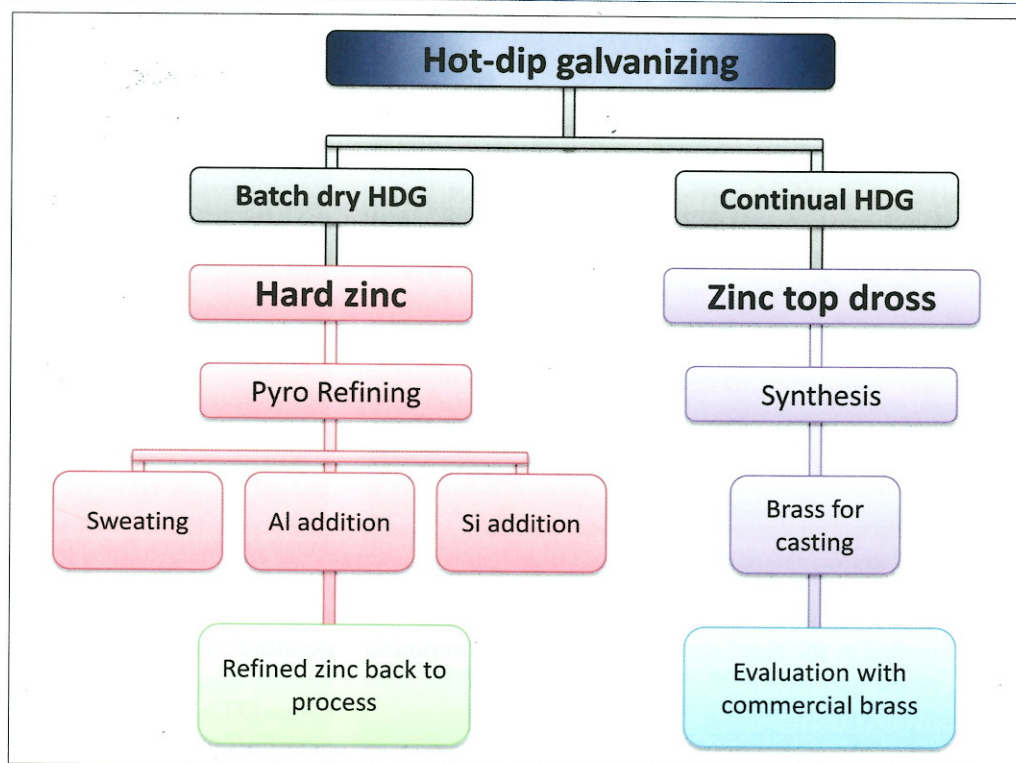 Hot-dip galvanizing
Batch dry HDG
Continual HDG
Hard zinc
Zinc top dross
Pyro Refining
Synthesis
Sweating
Al addition
Si addition
Brass for
casting
Refined zinc back to
process
Evaluation with
commercial brass